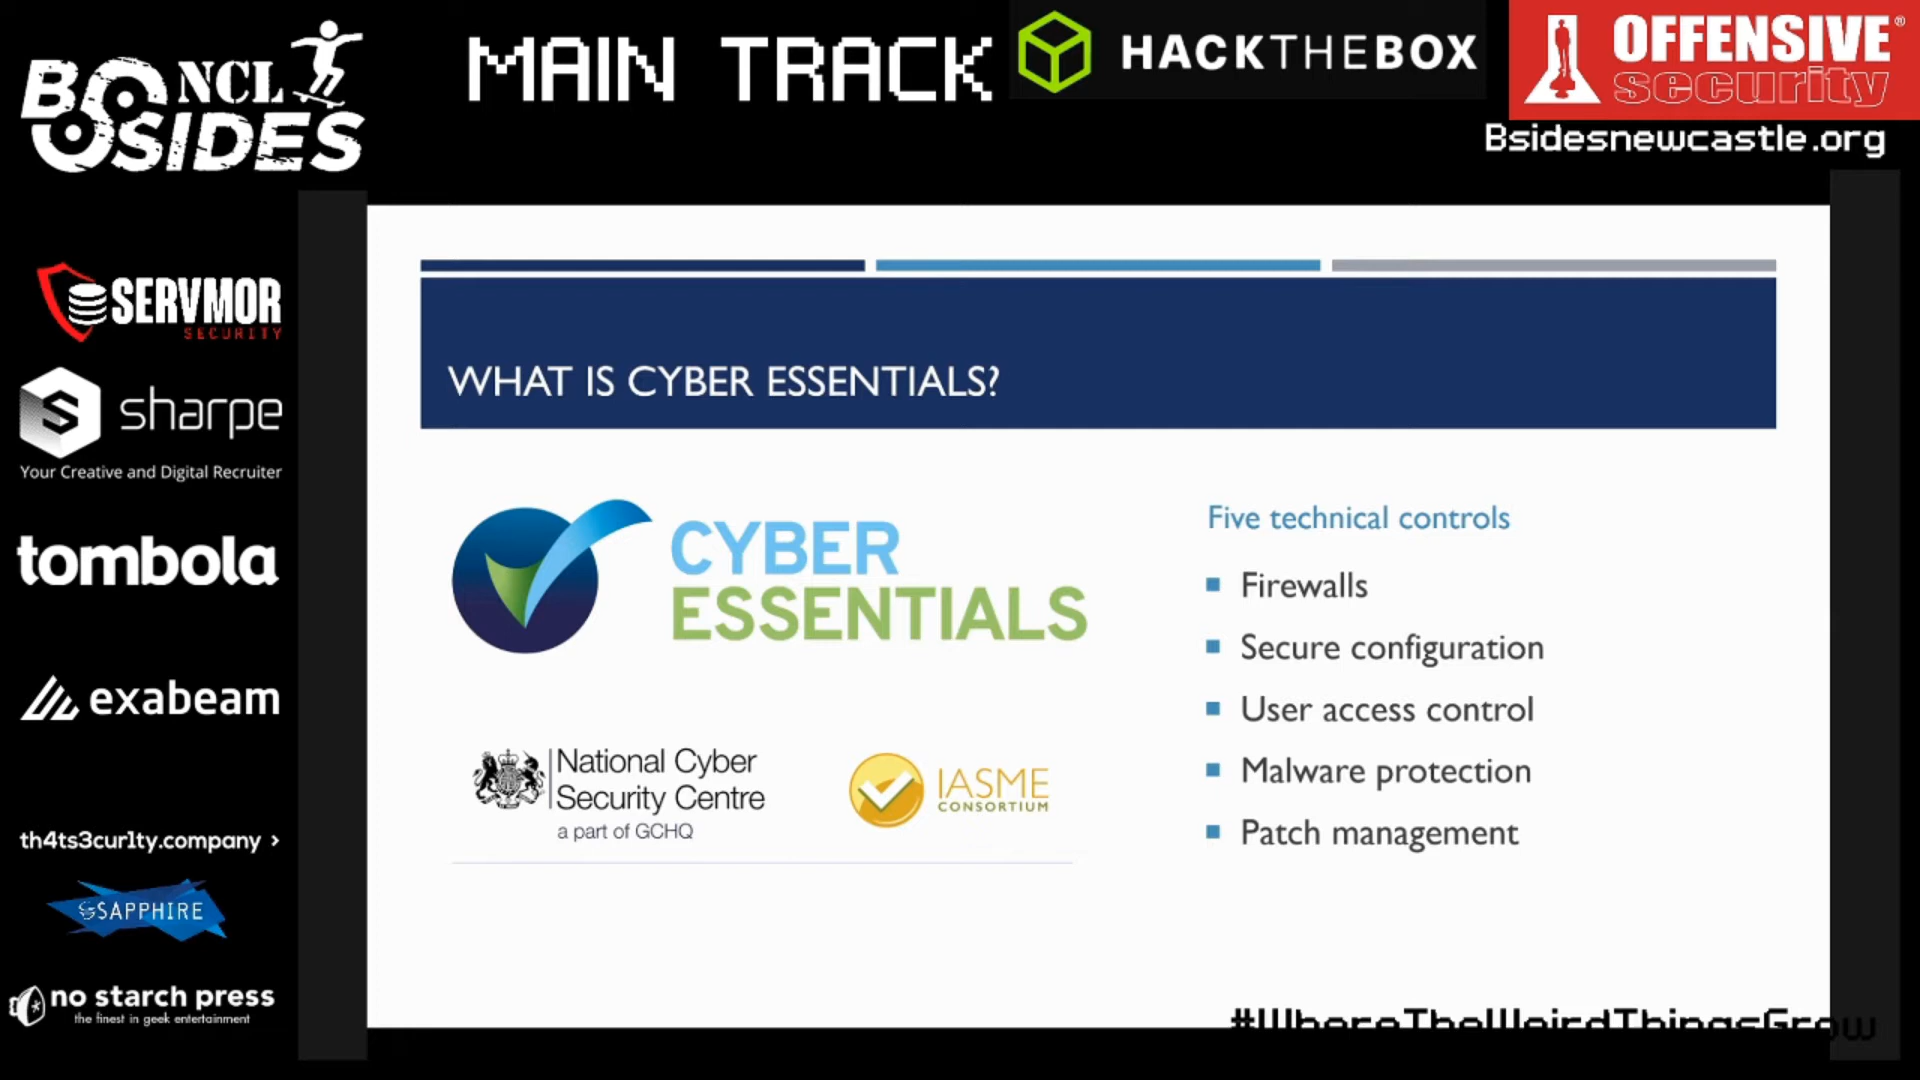 BSIDES NCL
MAIN TRACK
HACKTHEBOX
OFFENSIVE®
security
Bsidesnewcastle.org
SERVMOR
SECURITY
sharpe
Your Creative and Digital Recruiter
tombola
exabeam
th4ts3cur1ty.company >
SAPPHIRE
no starch press
the finest in geek entertainment
WHAT IS CYBER ESSENTIALS?
CYBER
ESSENTIALS
National Cyber
Security Centre
a part of GCHQ
IASME
CONSORTIUM
Five technical controls
Firewalls
Secure configuration
User access control
Malware protection
Patch management
#WhereTheWeirdThingsGrow